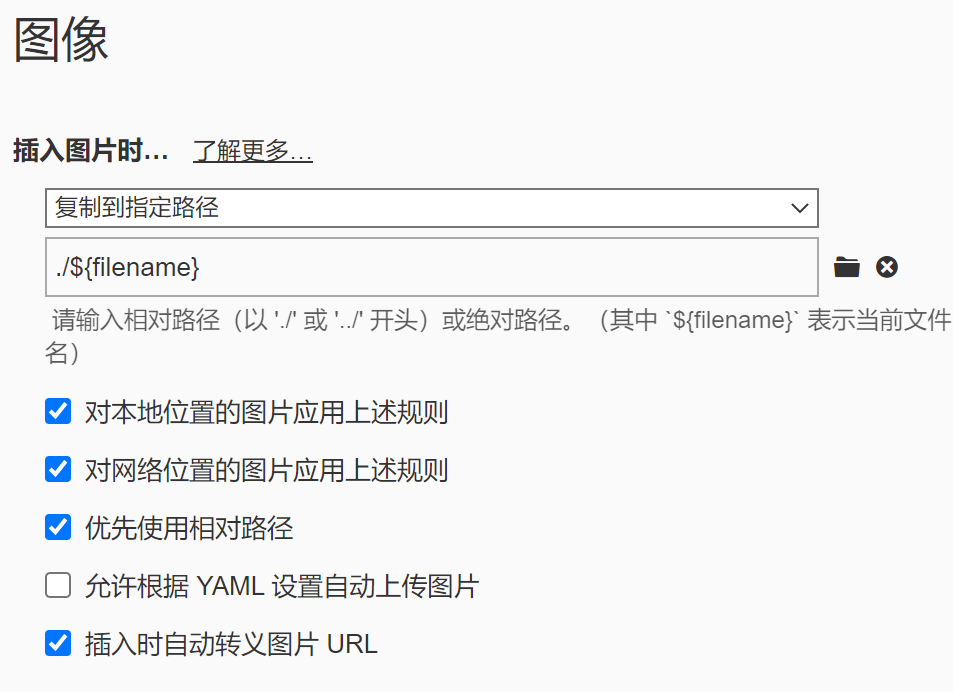 图像
插入图片时... 了解更多...
复制到指定路径
./${filename}
请输入相对路径（以 './' 或 '../' 开头）或绝对路径。（其中 `${filename}` 表示当前文件
名）
对本地位置的图片应用上述规则
对网络位置的图片应用上述规则
优先使用相对路径
允许根据 YAML 设置自动上传图片
插入时自动转义图片 URL